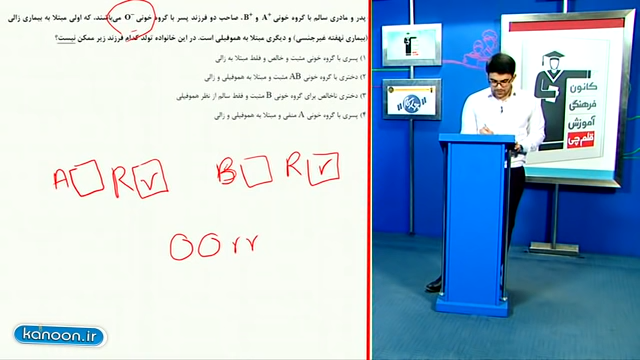 پدر و مادری سالم با گروه خونی A⁺ و B⁺، صاحب دو فرزند پسر با گروه خونی O⁻ می‌باشند، که اولی مبتلا به بیماری زالی
(بیماری نهفته غیرجنسی) و دیگری مبتلا به هموفیلی است. در این خانواده تولد کدام فرزند زیر ممکن نیست؟
۱) پسری با گروه خونی مثبت و خالص و فقط مبتلا به زالی
۲) دختری با گروه خونی AB مثبت و مبتلا به هموفیلی و زالی
۳) دختری ناخالص برای گروه خونی B مثبت و فقط سالم از نظر هموفیلی
۴) پسری با گروه خونی A منفی و مبتلا به هموفیلی و زالی
A R r B R r
OOrr
کانون
فرهنگی
آموزش
قلم‌چی
kanoon.ir